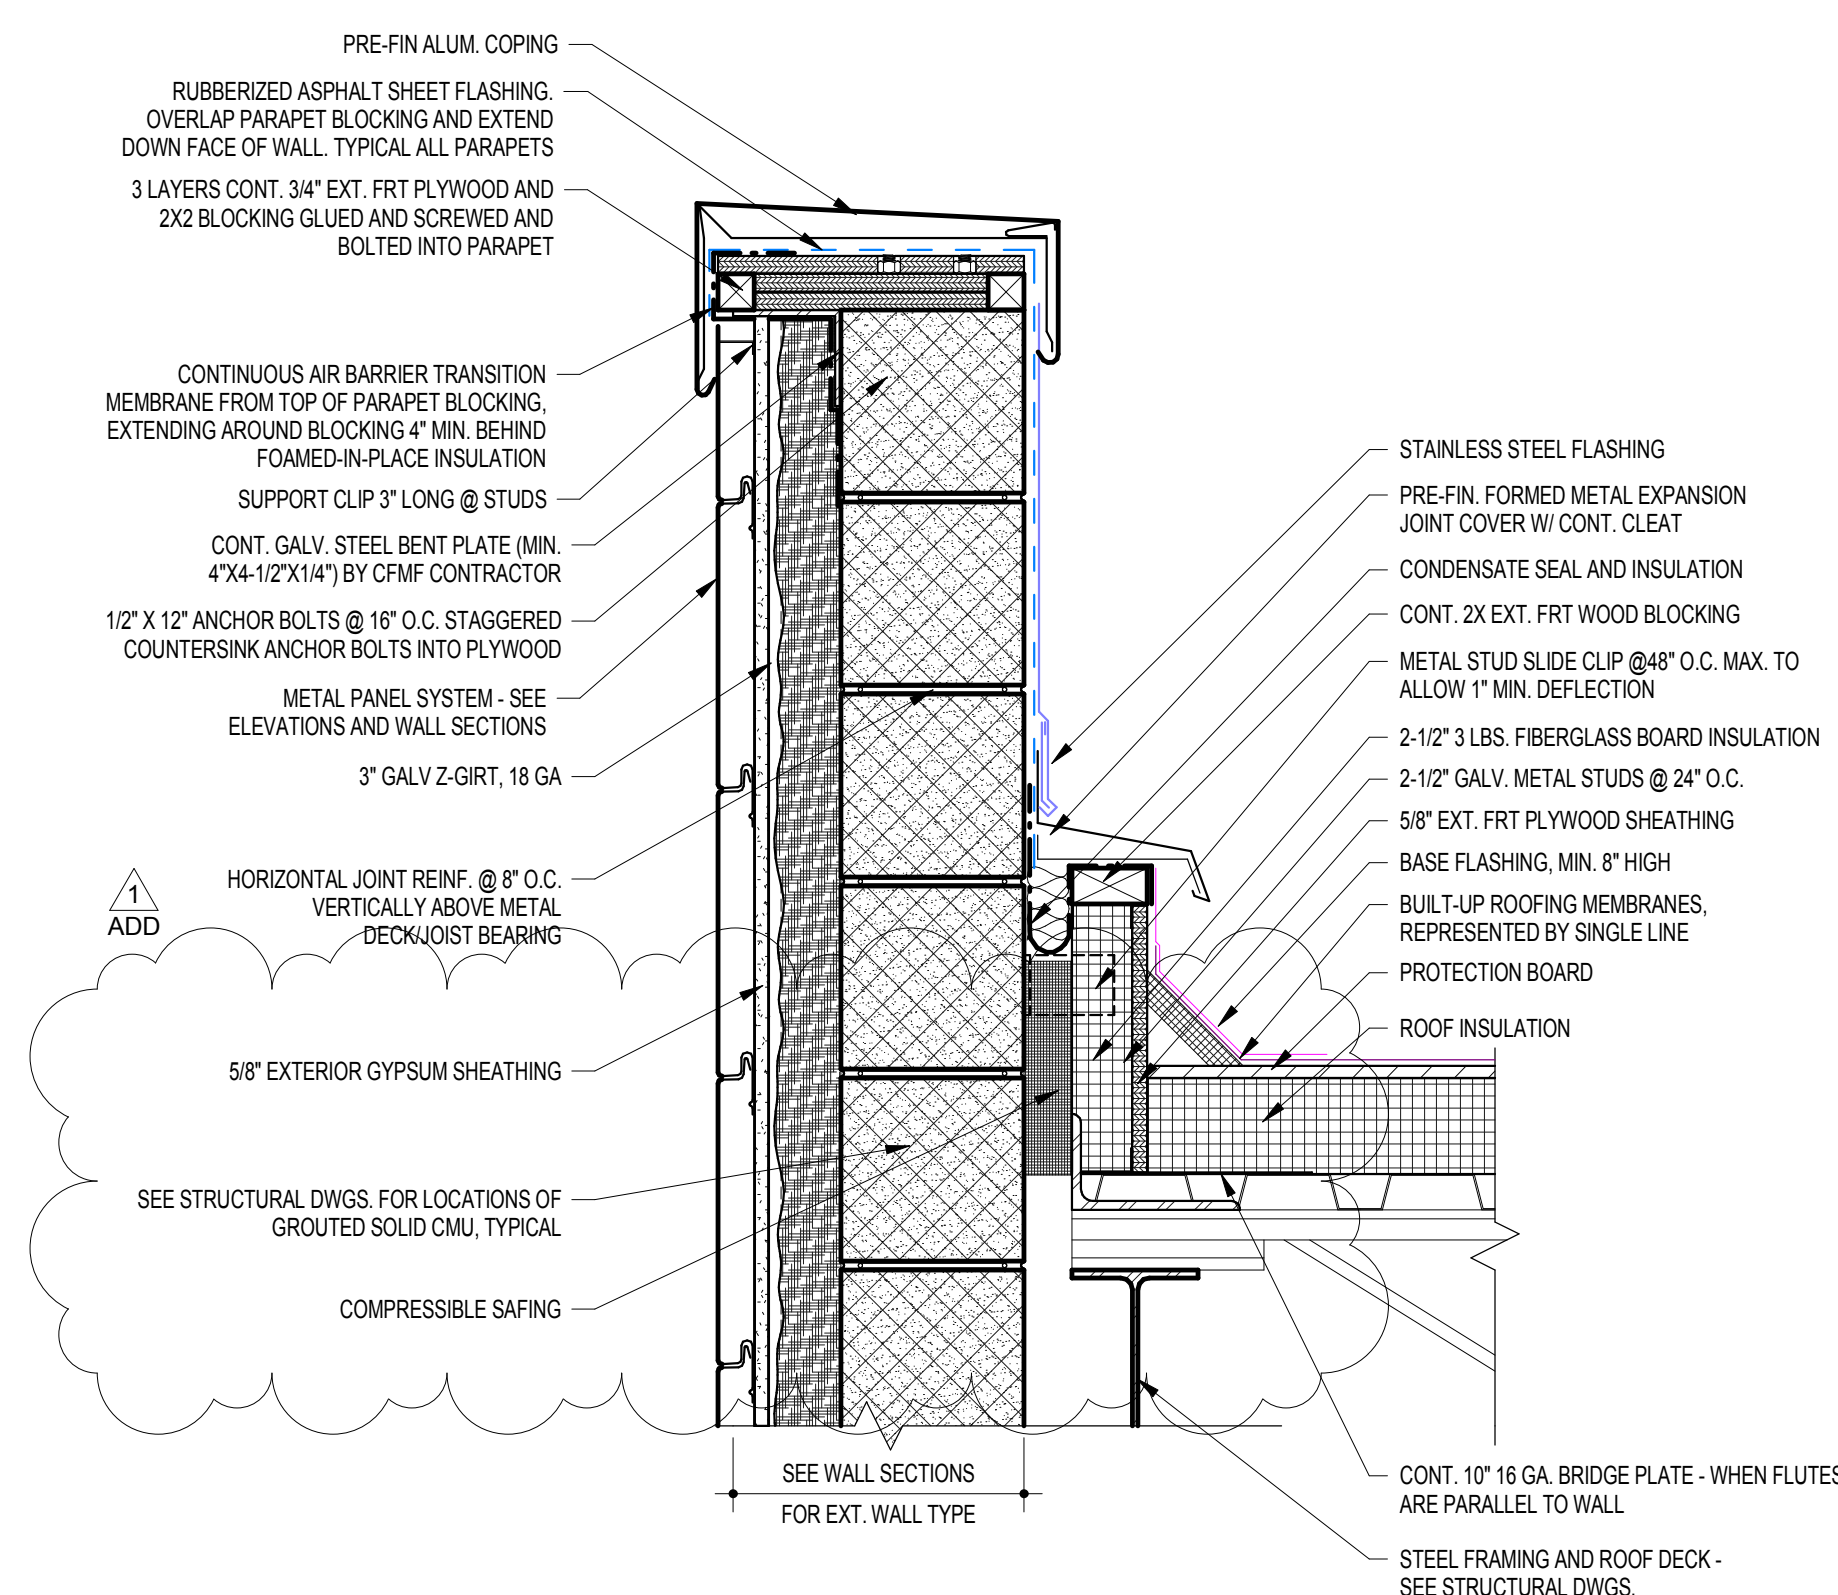 PRE-FIN ALUM. COPING
RUBBERIZED ASPHALT SHEET FLASHING.
OVERLAP PARAPET BLOCKING AND EXTEND
DOWN FACE OF WALL. TYPICAL ALL PARAPETS
3 LAYERS CONT. 3/4" EXT. FRT PLYWOOD AND
2X2 BLOCKING GLUED AND SCREWED AND
BOLTED INTO PARAPET
CONTINUOUS AIR BARRIER TRANSITION
MEMBRANE FROM TOP OF PARAPET BLOCKING,
EXTENDING AROUND BLOCKING 4" MIN. BEHIND
FOAMED-IN-PLACE INSULATION
SUPPORT CLIP 3" LONG @ STUDS
CONT. GALV. STEEL BENT PLATE (MIN.
4"X4-1/2"X1/4") BY CFMF CONTRACTOR
1/2" X 12" ANCHOR BOLTS @ 16" O.C. STAGGERED
COUNTERSINK ANCHOR BOLTS INTO PLYWOOD
METAL PANEL SYSTEM - SEE
ELEVATIONS AND WALL SECTIONS
3" GALV Z-GIRT, 18 GA
HORIZONTAL JOINT REINF. @ 8" O.C.
VERTICALLY ABOVE METAL
DECK/JOIST BEARING
1
ADD
5/8" EXTERIOR GYPSUM SHEATHING
SEE STRUCTURAL DWGS. FOR LOCATIONS OF
GROUTED SOLID CMU, TYPICAL
COMPRESSIBLE SAFING
SEE WALL SECTIONS
FOR EXT. WALL TYPE
STAINLESS STEEL FLASHING
PRE-FIN. FORMED METAL EXPANSION
JOINT COVER W/ CONT. CLEAT
CONDENSATE SEAL AND INSULATION
CONT. 2X EXT. FRT WOOD BLOCKING
METAL STUD SLIDE CLIP @48" O.C. MAX. TO
ALLOW 1" MIN. DEFLECTION
2-1/2" 3 LBS. FIBERGLASS BOARD INSULATION
2-1/2" GALV. METAL STUDS @ 24" O.C.
5/8" EXT. FRT PLYWOOD SHEATHING
BASE FLASHING, MIN. 8" HIGH
BUILT-UP ROOFING MEMBRANES,
REPRESENTED BY SINGLE LINE
PROTECTION BOARD
ROOF INSULATION
CONT. 10" 16 GA. BRIDGE PLATE - WHEN FLUTES
ARE PARALLEL TO WALL
STEEL FRAMING AND ROOF DECK -
SEE STRUCTURAL DWGS.